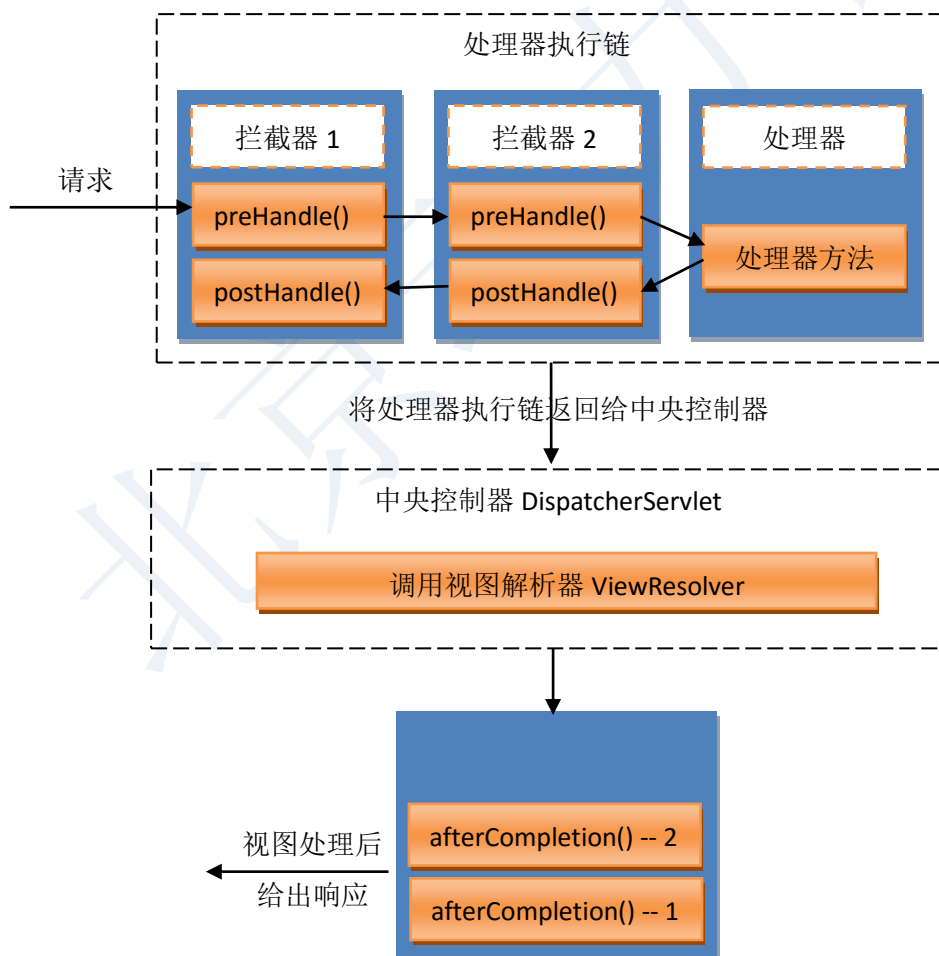 处理器执行链
拦截器 1
拦截器 2
处理器
请求
preHandle()
preHandle()
处理器方法
postHandle()
postHandle()
将处理器执行链返回给中央控制器
中央控制器 DispatcherServlet
调用视图解析器 ViewResolver
afterCompletion() -- 2
视图处理后
给出响应
afterCompletion() -- 1
北京
力